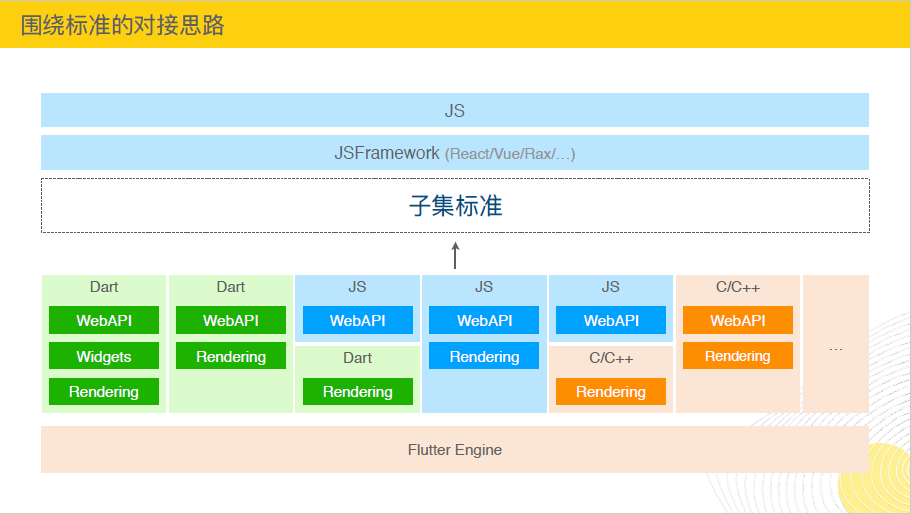 围绕标准的对接思路
JS
JSFramework (React/Vue/Rax/…)
子集标准
Dart
WebAPI
Widgets
Rendering
Dart
WebAPI
Rendering
JS
WebAPI
Dart
Rendering
JS
WebAPI
Rendering
JS
WebAPI
C/C++
Rendering
C/C++
WebAPI
Rendering
…
Flutter Engine